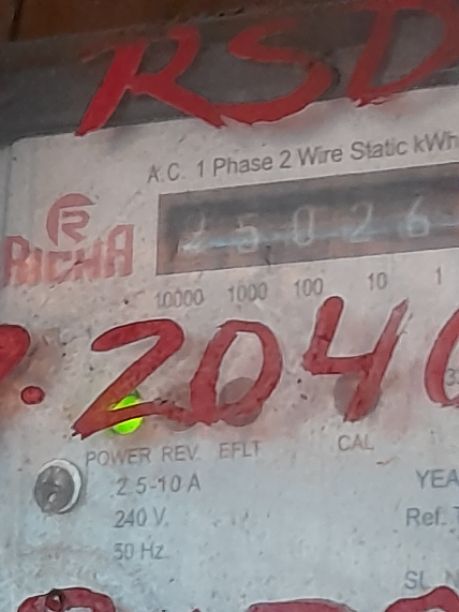 RSD
A.C. 1 Phase 2 Wire Static kWh
RICHA
25026
10000 1000 100 10 1
2040
POWER REV. EFLT CAL
2.5-10 A
240 V.
50 Hz.
YEA
Ref.
SL. N